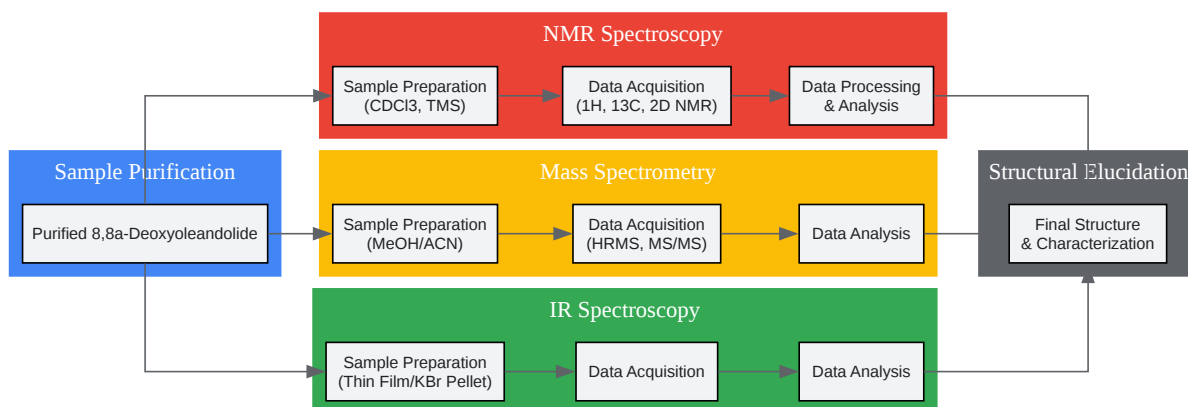 NMR Spectroscopy
Sample Preparation
(CDCl3, TMS)
Data Acquisition
(1H, 13C, 2D NMR)
Data Processing
& Analysis
Sample Purification
Purified 8,8a-Deoxyoleandolide
Mass Spectrometry
Sample Preparation
(MeOH/ACN)
Data Acquisition
(HRMS, MS/MS)
Data Analysis
Structural Elucidation
Final Structure
& Characterization
IR Spectroscopy
Sample Preparation
(Thin Film/KBr Pellet)
Data Acquisition
Data Analysis